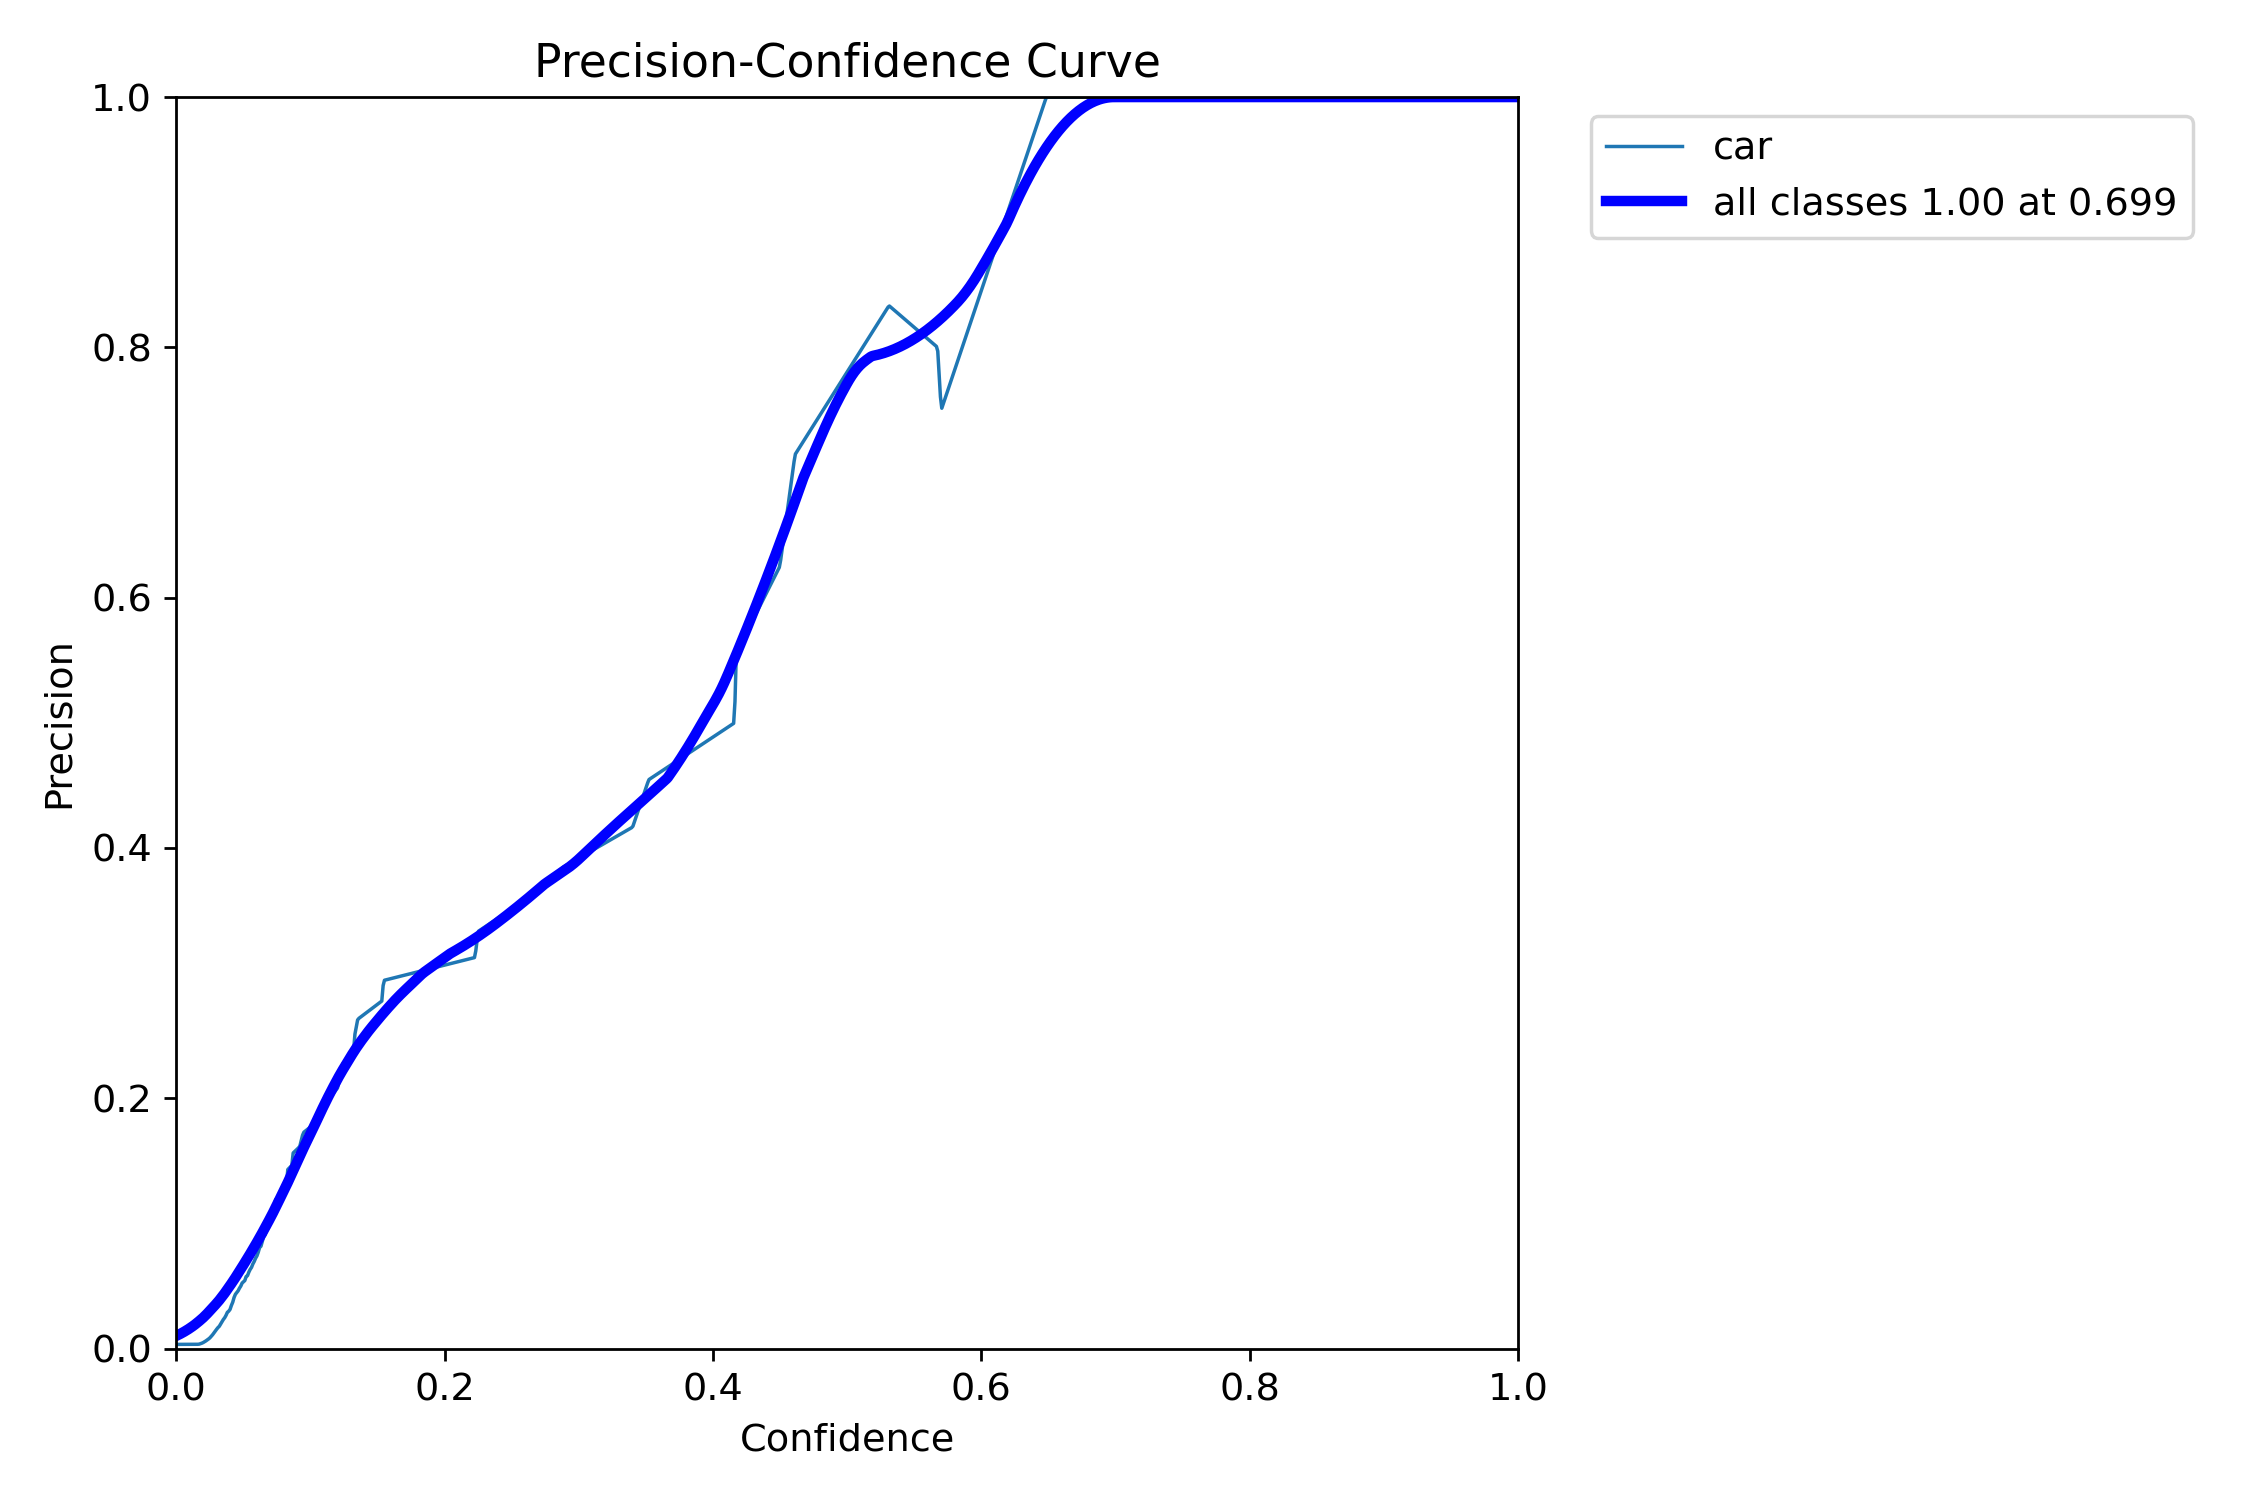 Precision-Confidence Curve
1.0
0.8
0.6
0.4
0.2
0.0
Precision
0.0 0.2 0.4 0.6 0.8 1.0
Confidence
car
all classes 1.00 at 0.699